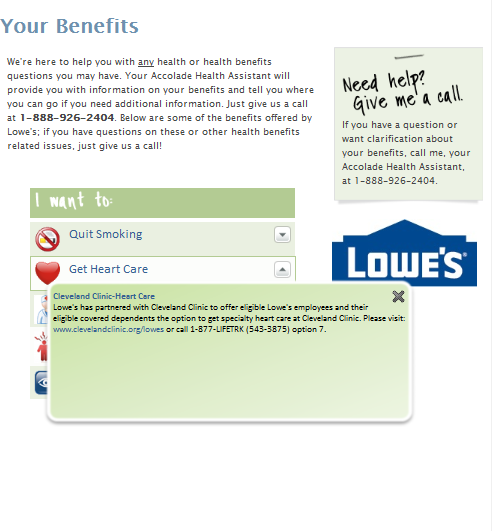 Your Benefits
We're here to help you with any health or health benefits
questions you may have. Your Accolade Health Assistant will
provide you with information on your benefits and tell you where
you can go if you need additional information. Just give us a call
at 1-888-926-2404. Below are some of the benefits offered by
Lowe's; if you have questions on these or other health benefits
related issues, just give us a call!
Need help?
Give me a call.
If you have a question or
want clarification about
your benefits, call me, your
Accolade Health Assistant,
at 1-888-926-2404.
LOWE'S
I want to:
Quit Smoking
Get Heart Care
Cleveland Clinic-Heart Care
Lowe's has partnered with Cleveland Clinic to offer eligible Lowe's employees and their
eligible covered dependents the option to get specialty heart care at Cleveland Clinic. Please visit:
www.clevelandclinic.org/lowes or call 1-877-LIFETRK (543-3875) option 7.